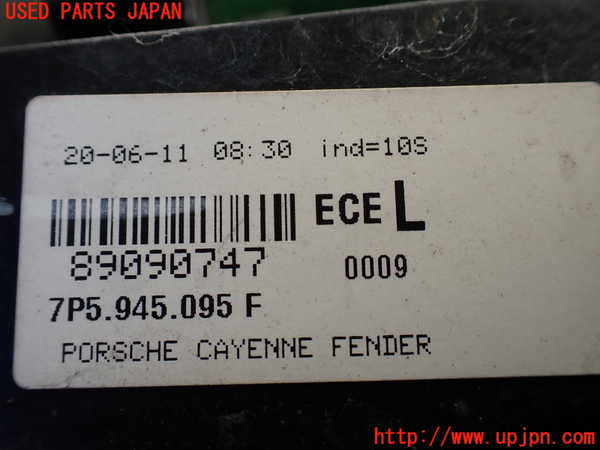 USED PARTS JAPAN
20-06-11 08:30 ind=10S
ECE L
89090747 0009
7P5.945.095 F
PORSCHE CAYENNE FENDER
http://www.upjpn.com/